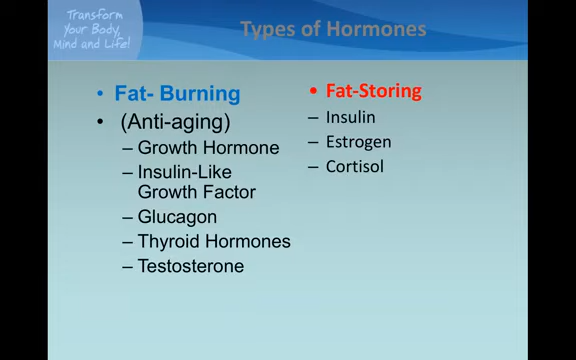 Transform
Your Body,
Mind and Life!
Types of Hormones
• Fat- Burning
• (Anti-aging)
– Growth Hormone
– Insulin-Like
Growth Factor
– Glucagon
– Thyroid Hormones
– Testosterone
• Fat-Storing
– Insulin
– Estrogen
– Cortisol